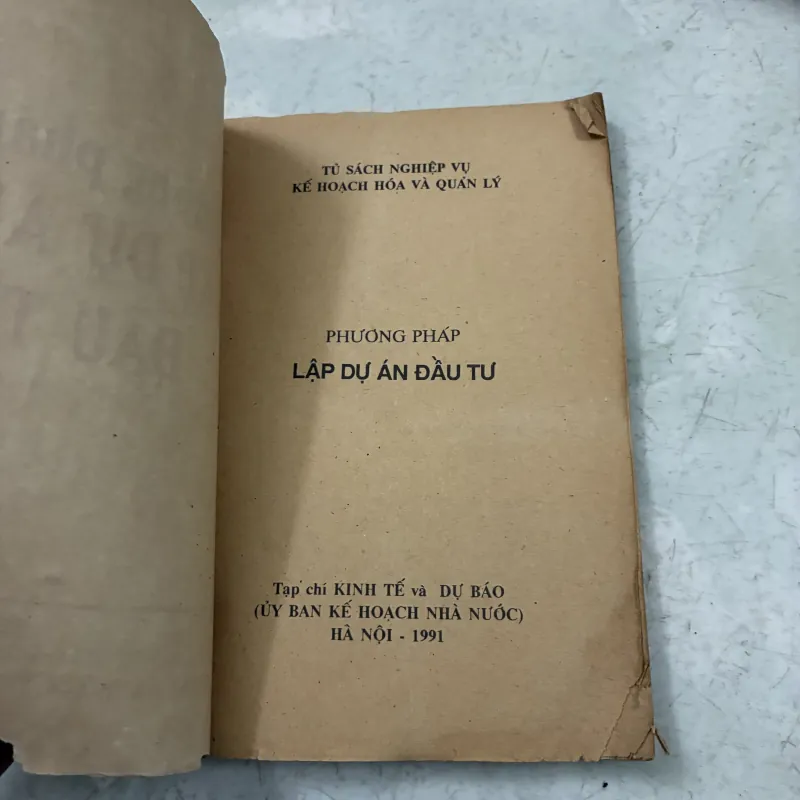 TỦ SÁCH NGHIỆP VỤ
KẾ HOẠCH HÓA VÀ QUẢN LÝ
PHƯƠNG PHÁP
LẬP DỰ ÁN ĐẦU TƯ
Tạp chí KINH TẾ và DỰ BÁO
(ỦY BAN KẾ HOẠCH NHÀ NƯỚC)
HÀ NỘI - 1991